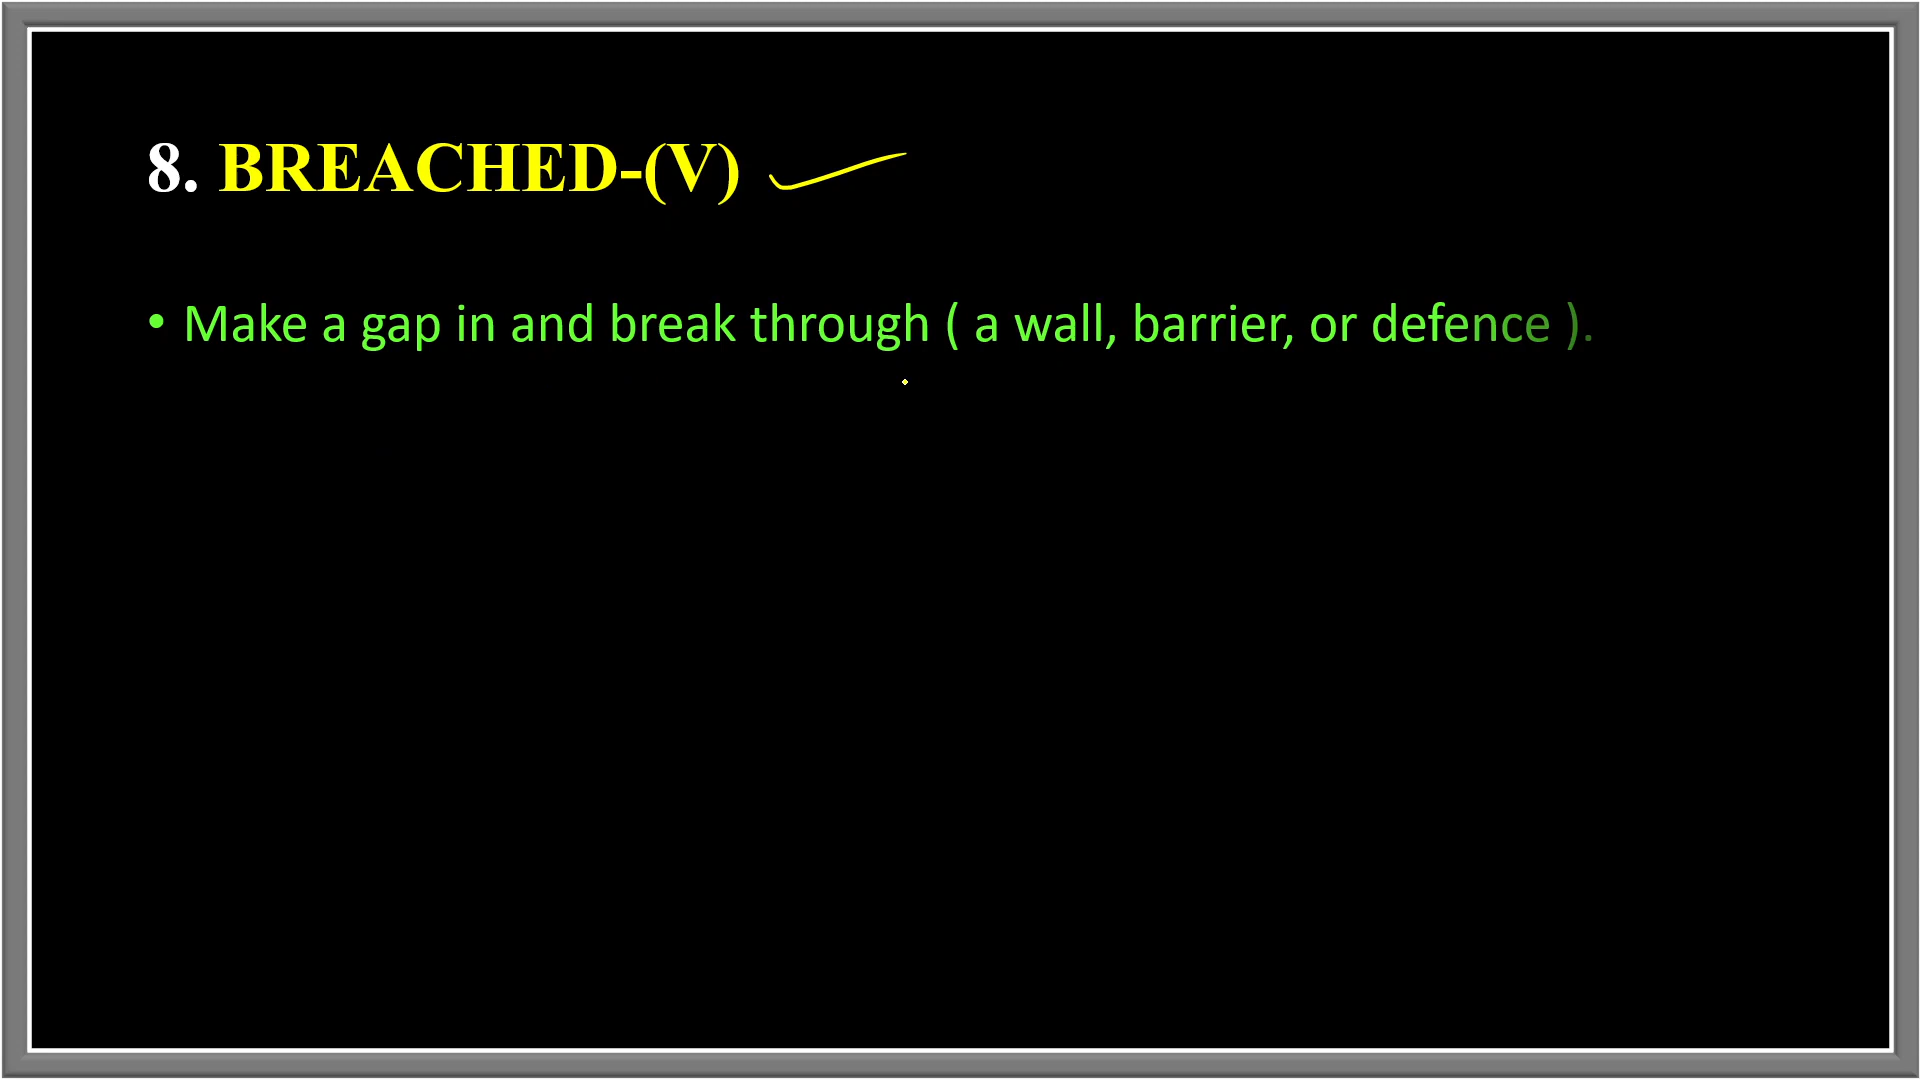 8. BREACHED-(V)
• Make a gap in and break through ( a wall, barrier, or defence ).